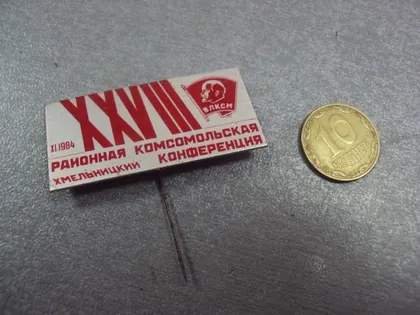 XXVIII
ВЛКСМ
XI.1984
РАЙОННАЯ КОМСОМОЛЬСКАЯ
ХМЕЛЬНИЦКИЙ КОНФЕРЕНЦИЯ
10